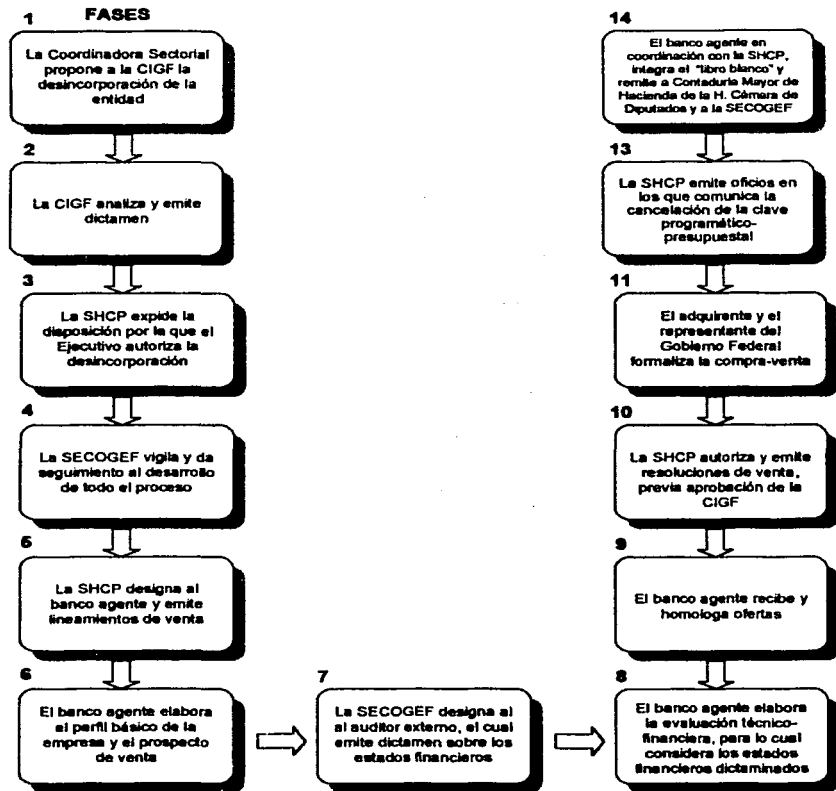 FASES
1
La Coordinadora Sectorial
propone a la CIGF la
desincorporación de la
entidad
2
La CIGF analiza y emite
dictamen
3
La SHCP expide la
disposición por la que el
Ejecutivo autoriza la
desincorporación
4
La SECOGEF vigila y da
seguimiento al desarrollo
de todo el proceso
5
La SHCP designa al
banco agente y emite
lineamientos de venta
6
El banco agente elabora
el perfil básico de la
empresa y el prospecto
de venta
7
La SECOGEF designa al
al auditor externo, el cual
emite dictamen sobre los
estados financieros
8
El banco agente elabora
la evaluación técnico-
financiera, para lo cual
considera los estados
financieros dictaminados
9
El banco agente recibe y
homologa ofertas
10
La SHCP autoriza y emite
resoluciones de venta,
previa aprobación de la
CIGF
11
El adquirente y el
representante del
Gobierno Federal
formaliza la compra-venta
13
La SHCP emite oficios en
los que comunica la
cancelación de la clave
programático-
presupuestal
14
El banco agente en
coordinación con la SHCP,
integra el "libro blanco" y
remite a Contaduría Mayor de
Hacienda de la H. Cámara de
Diputados y a la SECOGEF